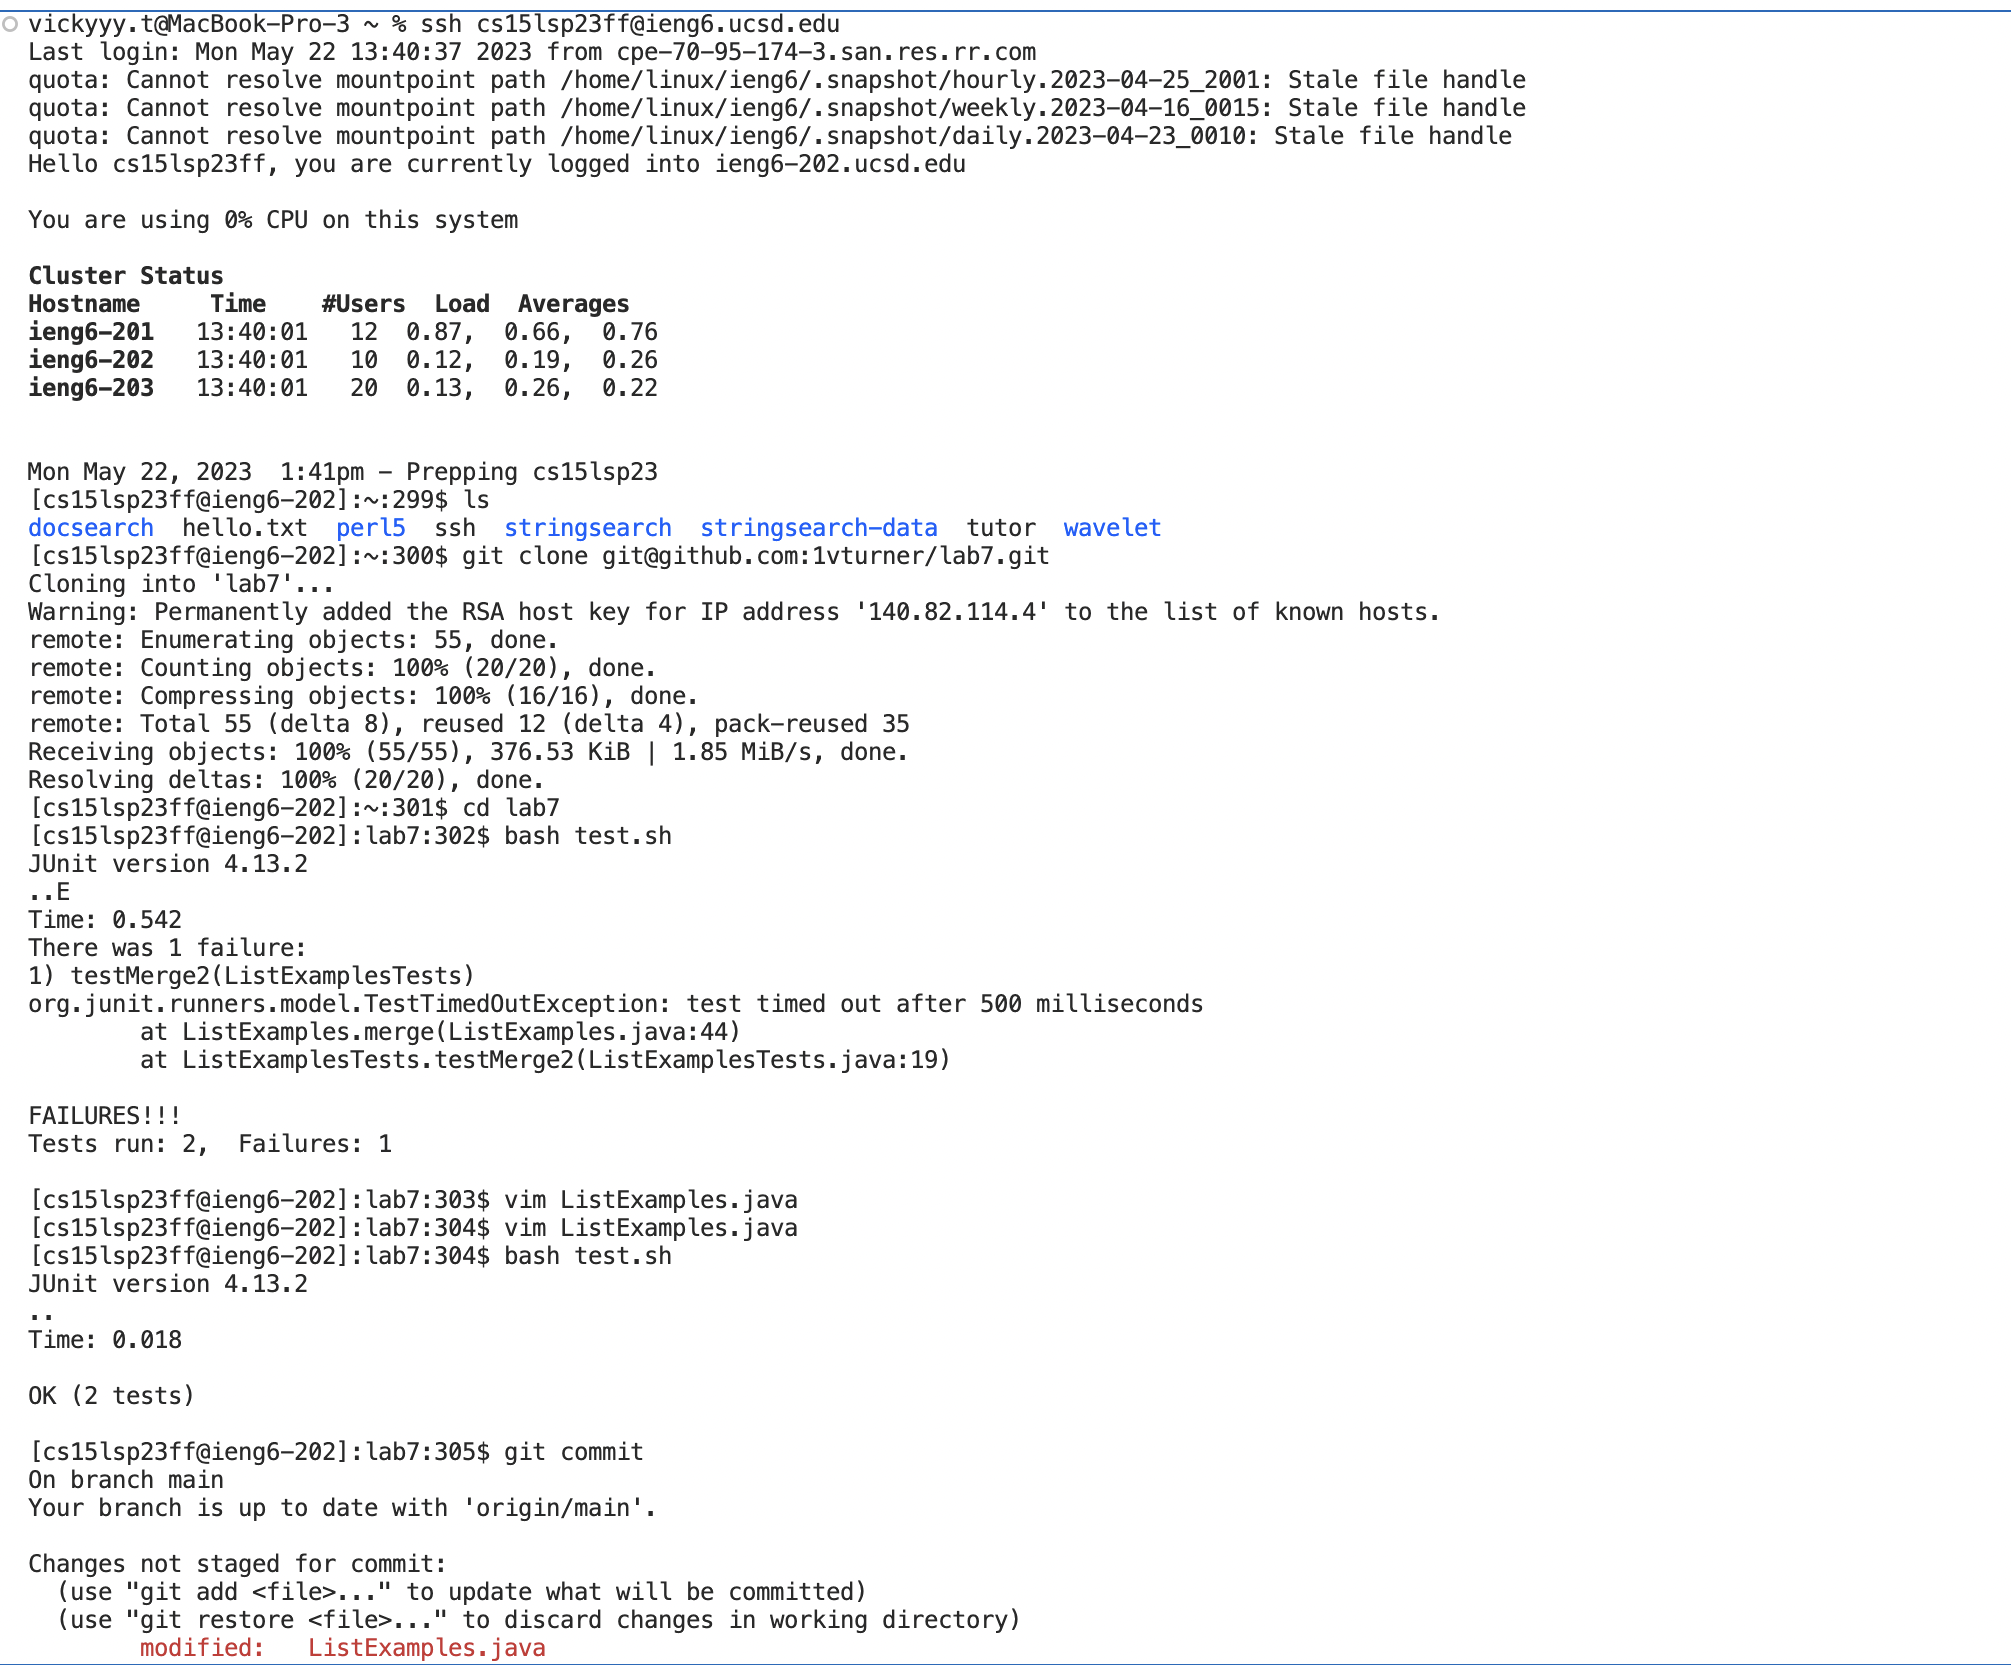 vickyyy.t@MacBook-Pro-3 ~ % ssh cs15lsp23ff@ieng6.ucsd.edu
Last login: Mon May 22 13:40:37 2023 from cpe-70-95-174-3.san.res.rr.com
quota: Cannot resolve mountpoint path /home/linux/ieng6/.snapshot/hourly.2023-04-25_2001: Stale file handle
quota: Cannot resolve mountpoint path /home/linux/ieng6/.snapshot/weekly.2023-04-16_0015: Stale file handle
quota: Cannot resolve mountpoint path /home/linux/ieng6/.snapshot/daily.2023-04-23_0010: Stale file handle
Hello cs15lsp23ff, you are currently logged into ieng6-202.ucsd.edu

You are using 0% CPU on this system

Cluster Status
Hostname     Time    #Users  Load  Averages
ieng6-201   13:40:01   12  0.87,  0.66,  0.76
ieng6-202   13:40:01   10  0.12,  0.19,  0.26
ieng6-203   13:40:01   20  0.13,  0.26,  0.22


Mon May 22, 2023  1:41pm - Prepping cs15lsp23
[cs15lsp23ff@ieng6-202]:~:299$ ls
docsearch  hello.txt  perl5  ssh  stringsearch  stringsearch-data  tutor  wavelet
[cs15lsp23ff@ieng6-202]:~:300$ git clone git@github.com:1vturner/lab7.git
Cloning into 'lab7'...
Warning: Permanently added the RSA host key for IP address '140.82.114.4' to the list of known hosts.
remote: Enumerating objects: 55, done.
remote: Counting objects: 100% (20/20), done.
remote: Compressing objects: 100% (16/16), done.
remote: Total 55 (delta 8), reused 12 (delta 4), pack-reused 35
Receiving objects: 100% (55/55), 376.53 KiB | 1.85 MiB/s, done.
Resolving deltas: 100% (20/20), done.
[cs15lsp23ff@ieng6-202]:~:301$ cd lab7
[cs15lsp23ff@ieng6-202]:lab7:302$ bash test.sh
JUnit version 4.13.2
..E
Time: 0.542
There was 1 failure:
1) testMerge2(ListExamplesTests)
org.junit.runners.model.TestTimedOutException: test timed out after 500 milliseconds
        at ListExamples.merge(ListExamples.java:44)
        at ListExamplesTests.testMerge2(ListExamplesTests.java:19)

FAILURES!!!
Tests run: 2,  Failures: 1

[cs15lsp23ff@ieng6-202]:lab7:303$ vim ListExamples.java
[cs15lsp23ff@ieng6-202]:lab7:304$ vim ListExamples.java
[cs15lsp23ff@ieng6-202]:lab7:304$ bash test.sh
JUnit version 4.13.2
..
Time: 0.018

OK (2 tests)

[cs15lsp23ff@ieng6-202]:lab7:305$ git commit
On branch main
Your branch is up to date with 'origin/main'.

Changes not staged for commit:
  (use "git add <file>..." to update what will be committed)
  (use "git restore <file>..." to discard changes in working directory)
        modified:   ListExamples.java